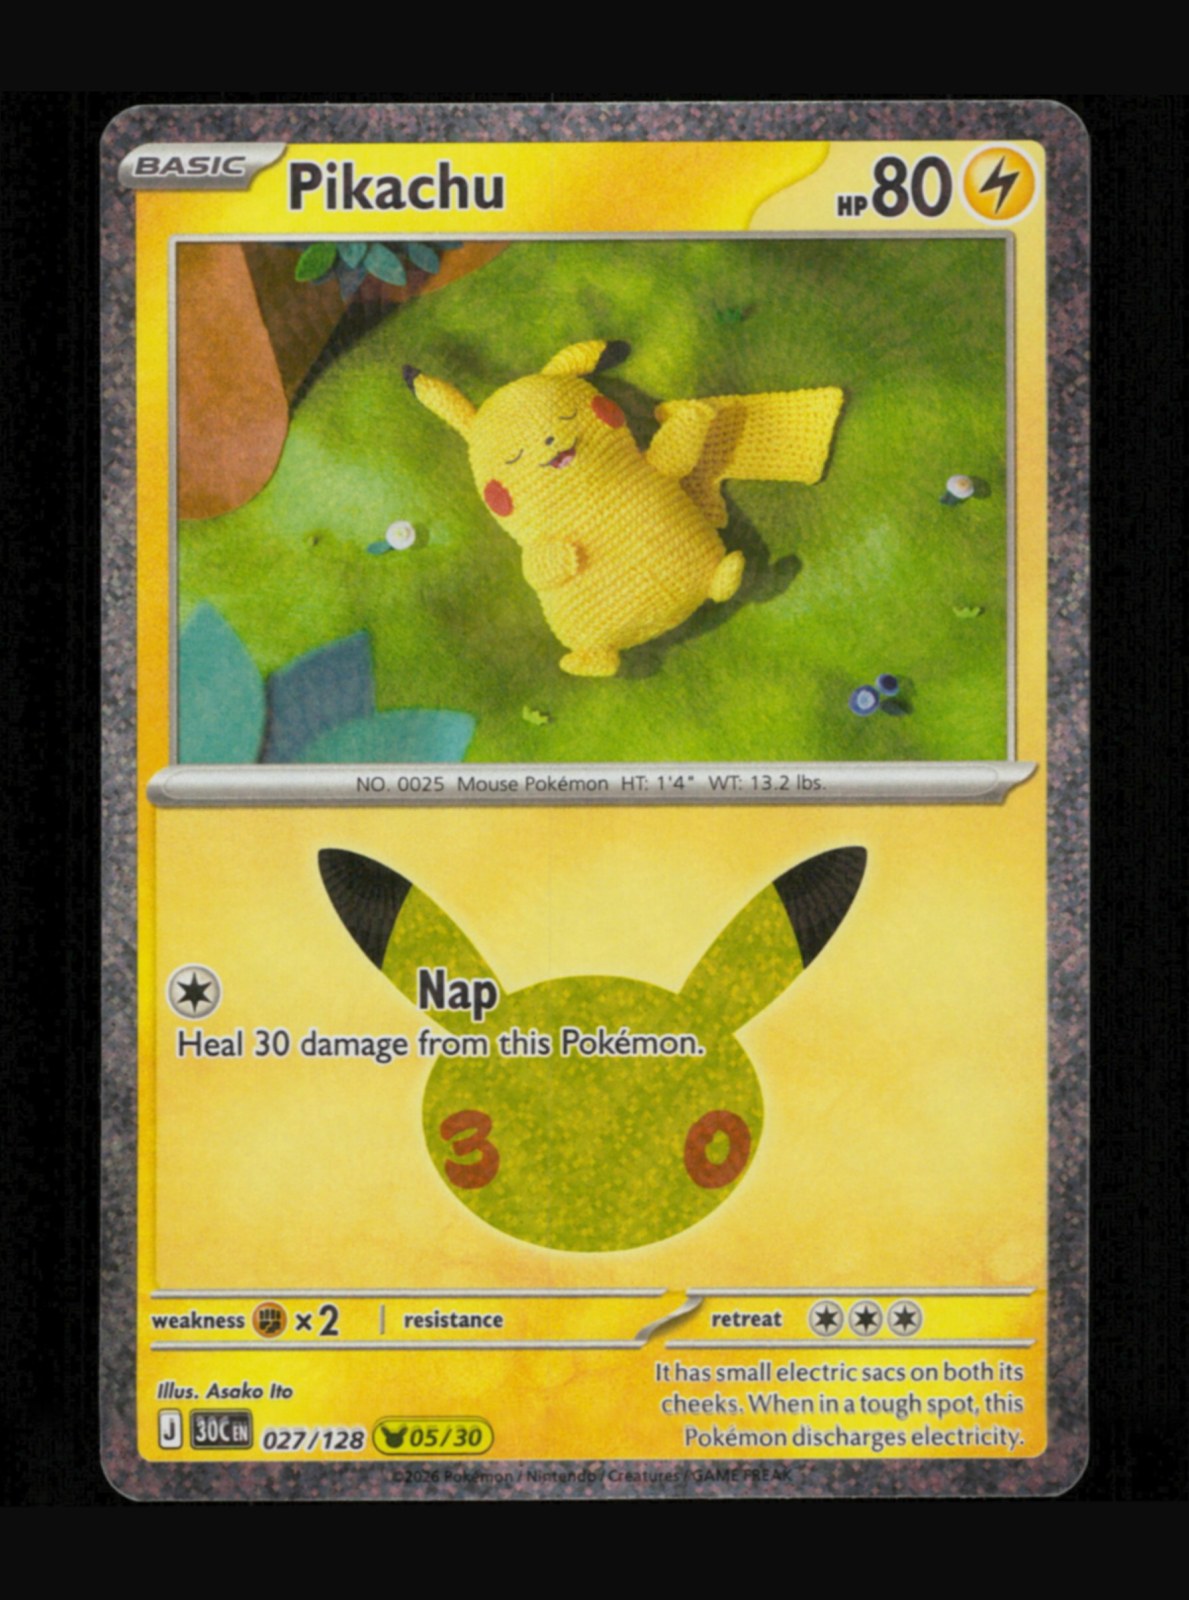 BASIC
Pikachu
HP 80
NO. 0025 Mouse Pokémon HT: 1'4" WT: 13.2 lbs.
Nap
Heal 30 damage from this Pokémon.
3 0
weakness ×2 resistance retreat
It has small electric sacs on both its
cheeks. When in a tough spot, this
Pokémon discharges electricity.
Illus. Asako Ito
J 30C EN 027/128 05/30
©2026 Pokémon / Nintendo / Creatures / GAME FREAK